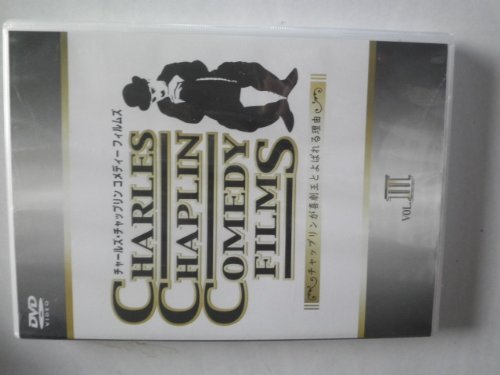 チャールズ・チャップリン コメディー フィルムズ
CHARLES
CHAPLIN
COMEDY
FILMS
チャップリンが喜劇王とよばれる理由
VOL. III
DVD
VIDEO